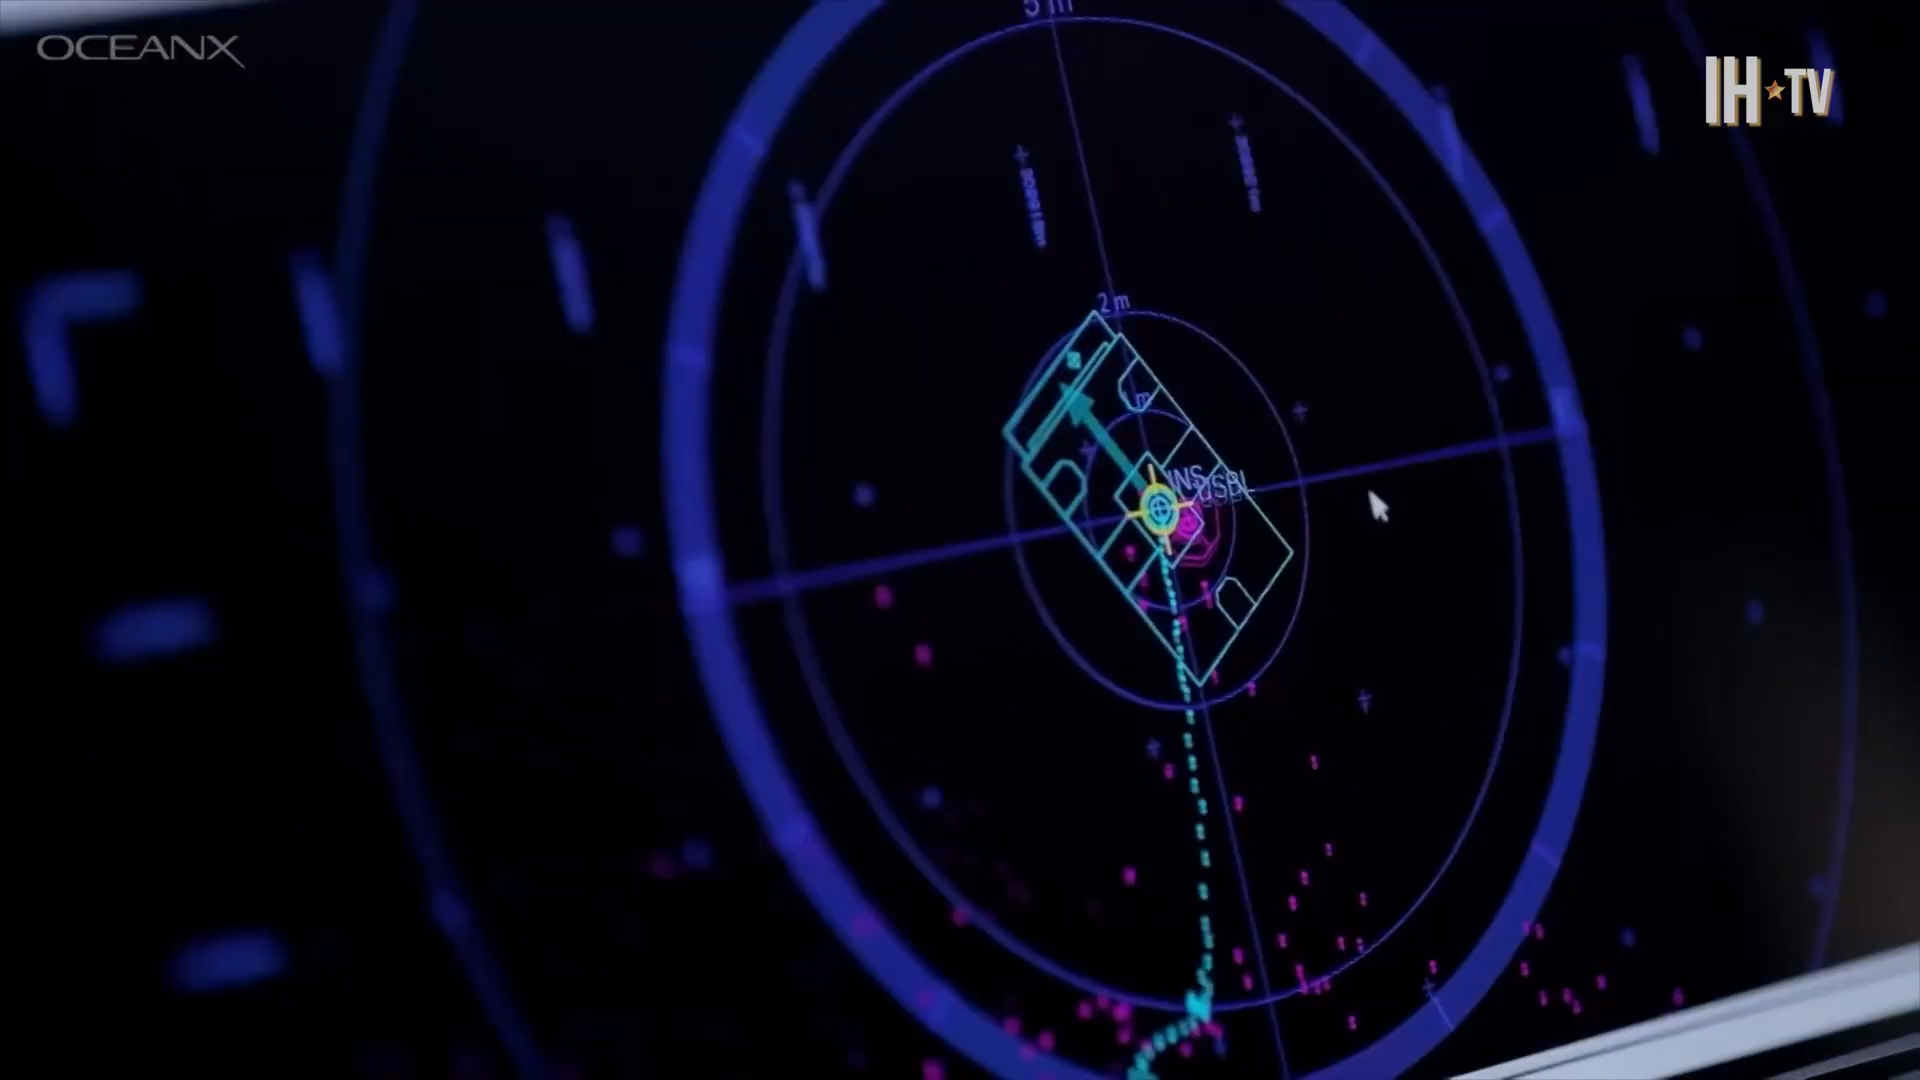 OCEANX
IH★TV
5 m
2 m
INS
USBL